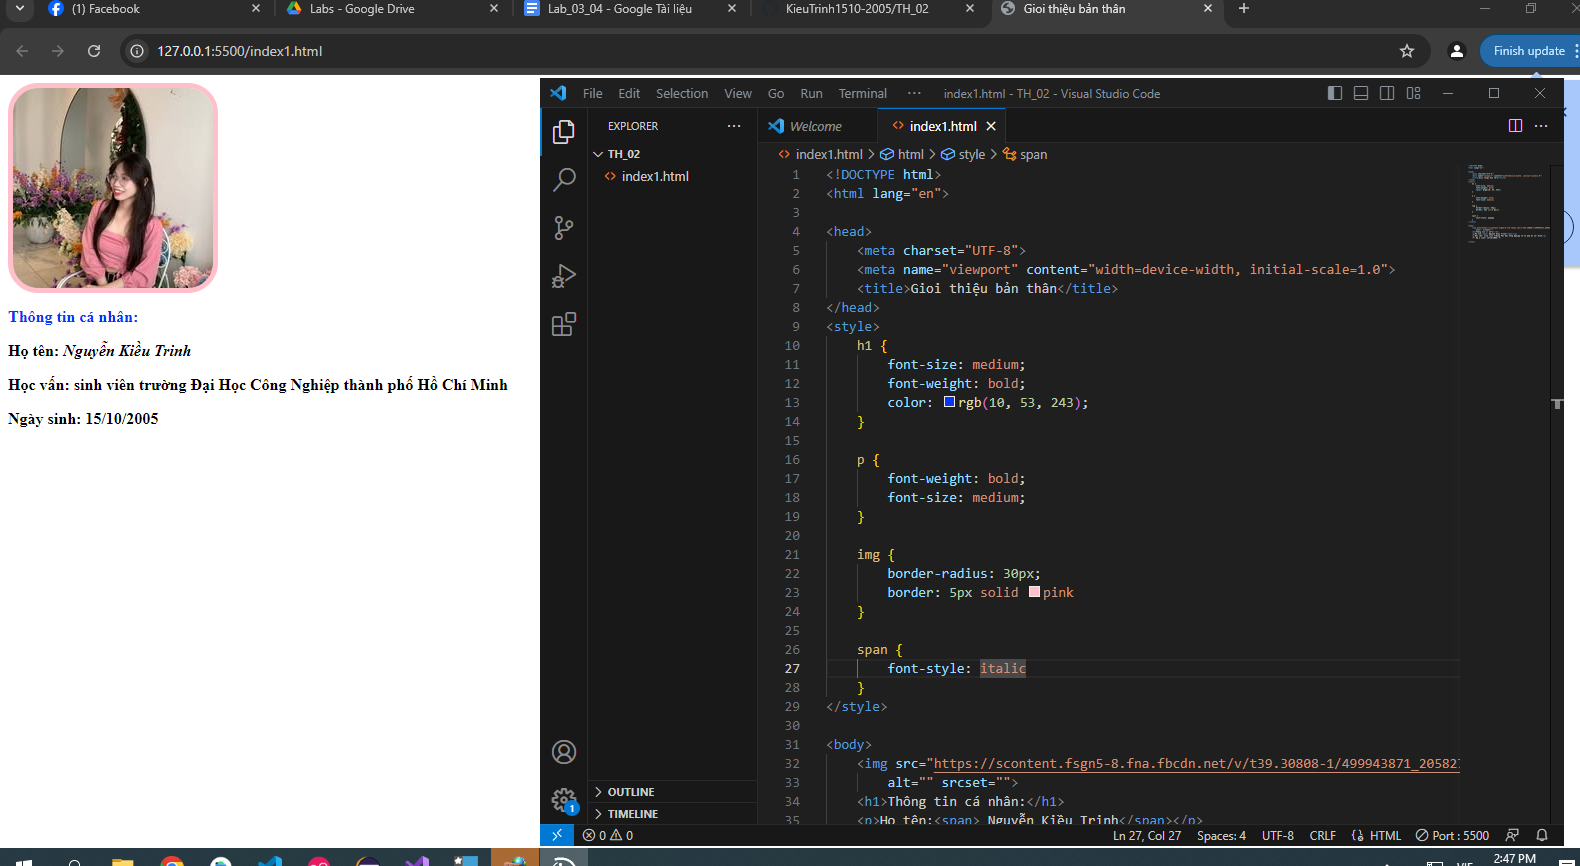 (1) Facebook
Labs - Google Drive
Lab_03_04 - Google Tài liệu
KieuTrinh1510-2005/TH_02
Gioi thiệu bản thân
127.0.0.1:5500/index1.html
Finish update
Thông tin cá nhân:
Họ tên: Nguyễn Kiều Trinh
Học vấn: sinh viên trường Đại Học Công Nghiệp thành phố Hồ Chí Minh
Ngày sinh: 15/10/2005
File Edit Selection View Go Run Terminal ··· index1.html - TH_02 - Visual Studio Code
EXPLORER ···
TH_02
index1.html
OUTLINE
TIMELINE
1
Welcome
index1.html
index1.html > html > style > span
1 <!DOCTYPE html>
2 <html lang="en">
3
4 <head>
5 <meta charset="UTF-8">
6 <meta name="viewport" content="width=device-width, initial-scale=1.0">
7 <title>Gioi thiệu bản thân</title>
8 </head>
9 <style>
10 h1 {
11 font-size: medium;
12 font-weight: bold;
13 color: rgb(10, 53, 243);
14 }
15
16 p {
17 font-weight: bold;
18 font-size: medium;
19 }
20
21 img {
22 border-radius: 30px;
23 border: 5px solid pink
24 }
25
26 span {
27 font-style: italic
28 }
29 </style>
30
31 <body>
32 <img src="https://scontent.fsgn5-8.fna.fbcdn.net/v/t39.30808-1/499943871_20582
33 alt="" srcset="">
34 <h1>Thông tin cá nhân:</h1>
35 <p>Họ tên:<span> Nguyễn Kiều Trinh</span></p>
0 0
Ln 27, Col 27 Spaces: 4 UTF-8 CRLF HTML Port : 5500
2:47 PM